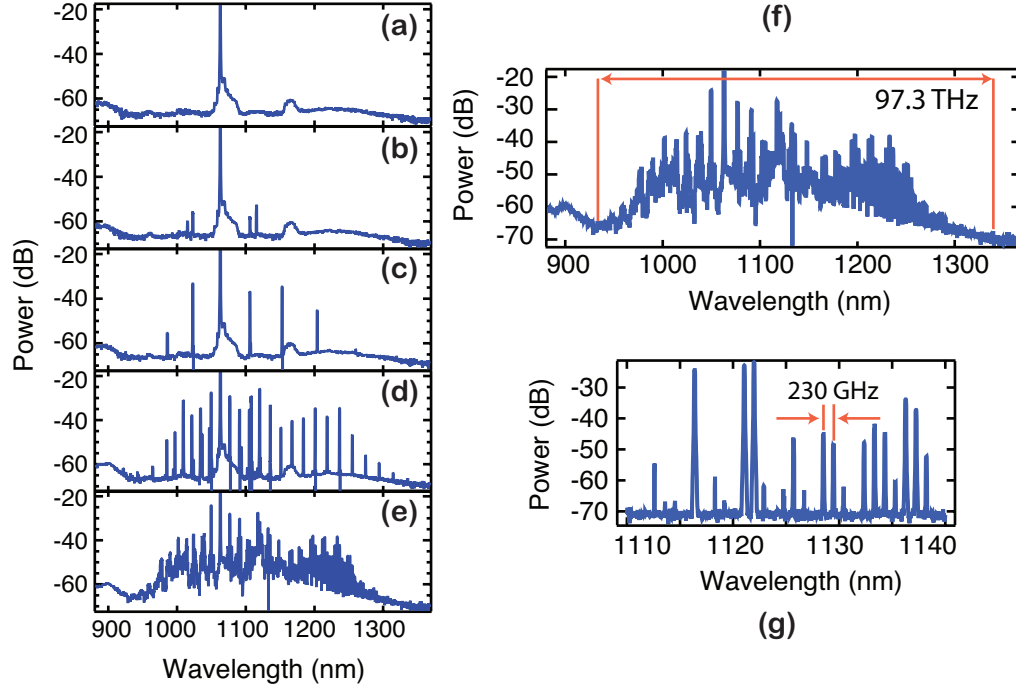 -20
-40
-60
(a)
-20
-40
-60
(b)
-20
-40
-60
(c)
-20
-40
-60
(d)
-20
-40
-60
(e)
Power (dB)
900 1000 1100 1200 1300
Wavelength (nm)
(f)
-20
-30
-40
-50
-60
-70
Power (dB)
97.3 THz
900 1000 1100 1200 1300
Wavelength (nm)
-30
-40
-50
-60
-70
Power (dB)
230 GHz
1110 1120 1130 1140
Wavelength (nm)
(g)